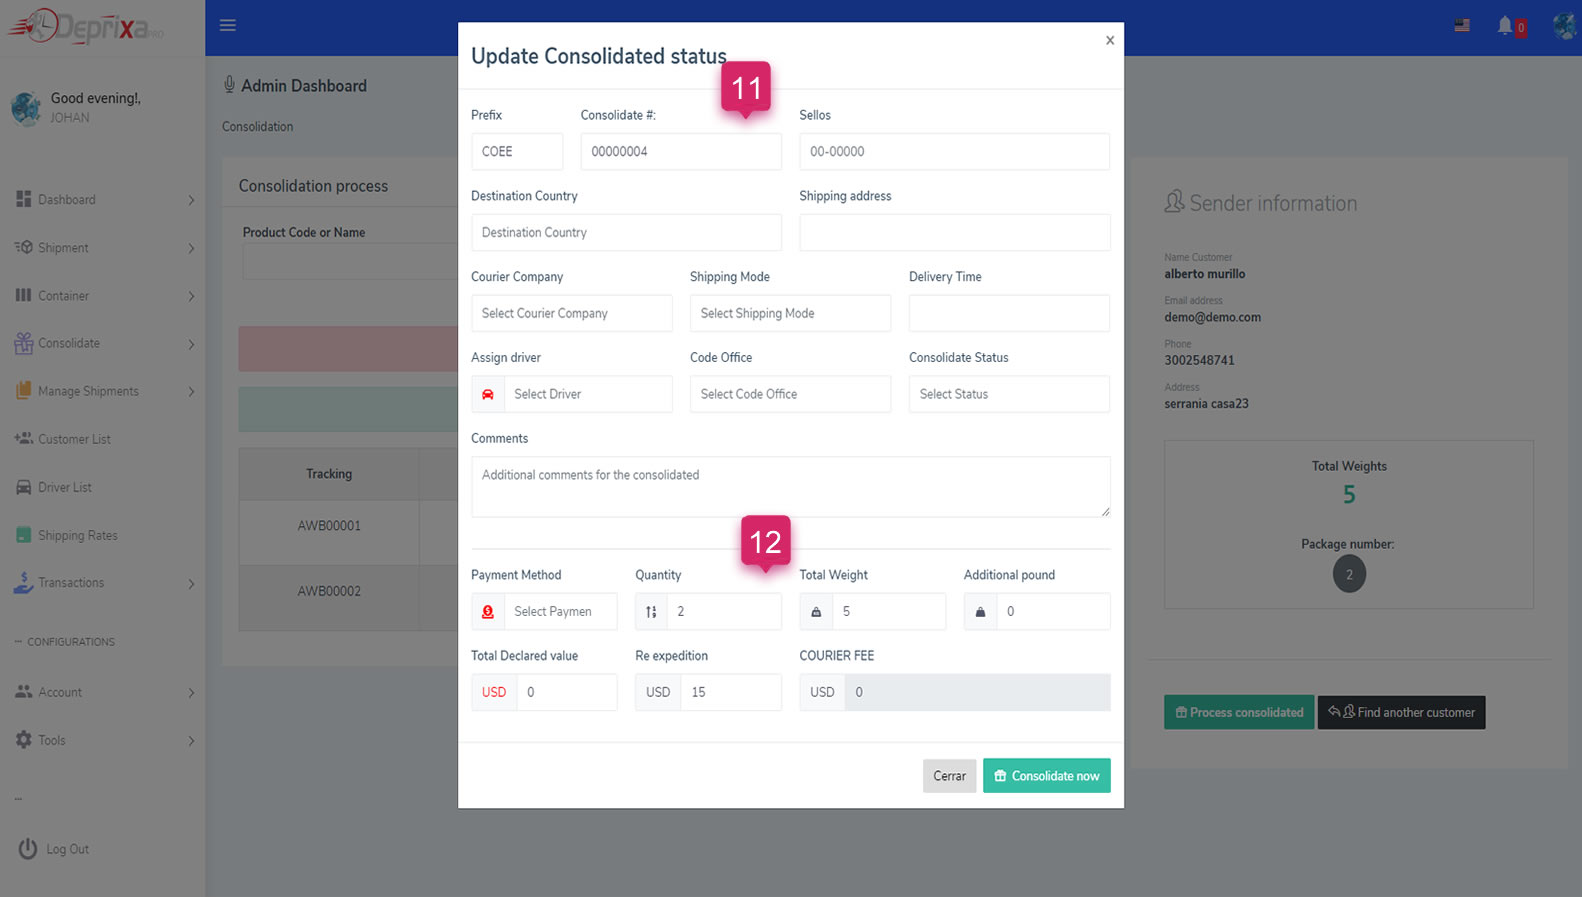 Deprixa PRO
0
Good evening!,
JOHAN
Dashboard
Shipment
Container
Consolidate
Manage Shipments
Customer List
Driver List
Shipping Rates
Transactions
CONFIGURATIONS
Account
Tools
Log Out
Admin Dashboard
Consolidation
Consolidation process
Product Code or Name
Tracking
AWB00001
AWB00002
Update Consolidated status
x
11
Prefix Consolidate #: Sellos
COEE 00000004 00-00000
Destination Country Shipping address
Destination Country
Courier Company Shipping Mode Delivery Time
Select Courier Company Select Shipping Mode
Assign driver Code Office Consolidate Status
Select Driver Select Code Office Select Status
Comments
Additional comments for the consolidated
12
Payment Method Quantity Total Weight Additional pound
Select Paymen 2 5 0
Total Declared value Re expedition COURIER FEE
USD 0 USD 15 USD 0
Cerrar Consolidate now
Sender information
Name Customer
alberto murillo
Email address
demo@demo.com
Phone
3002548741
Address
serrania casa23
Total Weights
5
Package number:
2
Process consolidated Find another customer